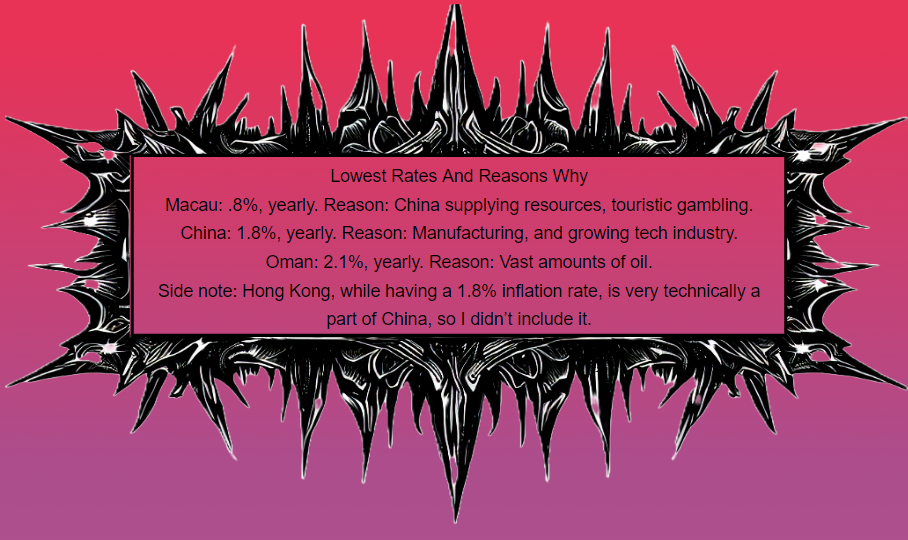 Lowest Rates And Reasons Why
Macau: .8%, yearly. Reason: China supplying resources, touristic gambling.
China: 1.8%, yearly. Reason: Manufacturing, and growing tech industry.
Oman: 2.1%, yearly. Reason: Vast amounts of oil.
Side note: Hong Kong, while having a 1.8% inflation rate, is very technically a
part of China, so I didn’t include it.